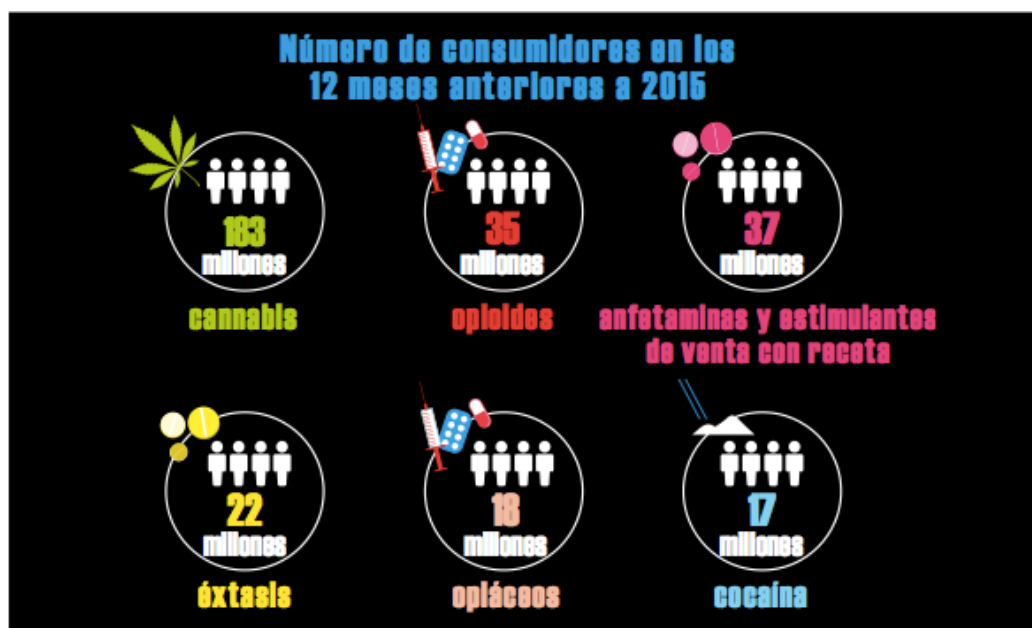 Número de consumidores en los
12 meses anteriores a 2015
183
millones
cannabis
35
millones
opioides
37
millones
anfetaminas y estimulantes
de venta con receta
22
millones
éxtasis
18
millones
opiáceos
17
millones
cocaína